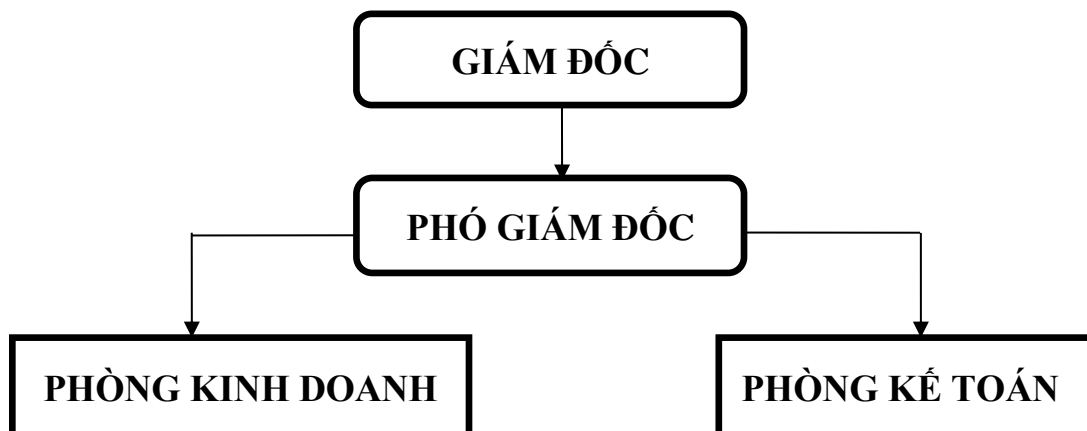 GIÁM ĐỐC
PHÓ GIÁM ĐỐC
PHÒNG KINH DOANH
PHÒNG KẾ TOÁN